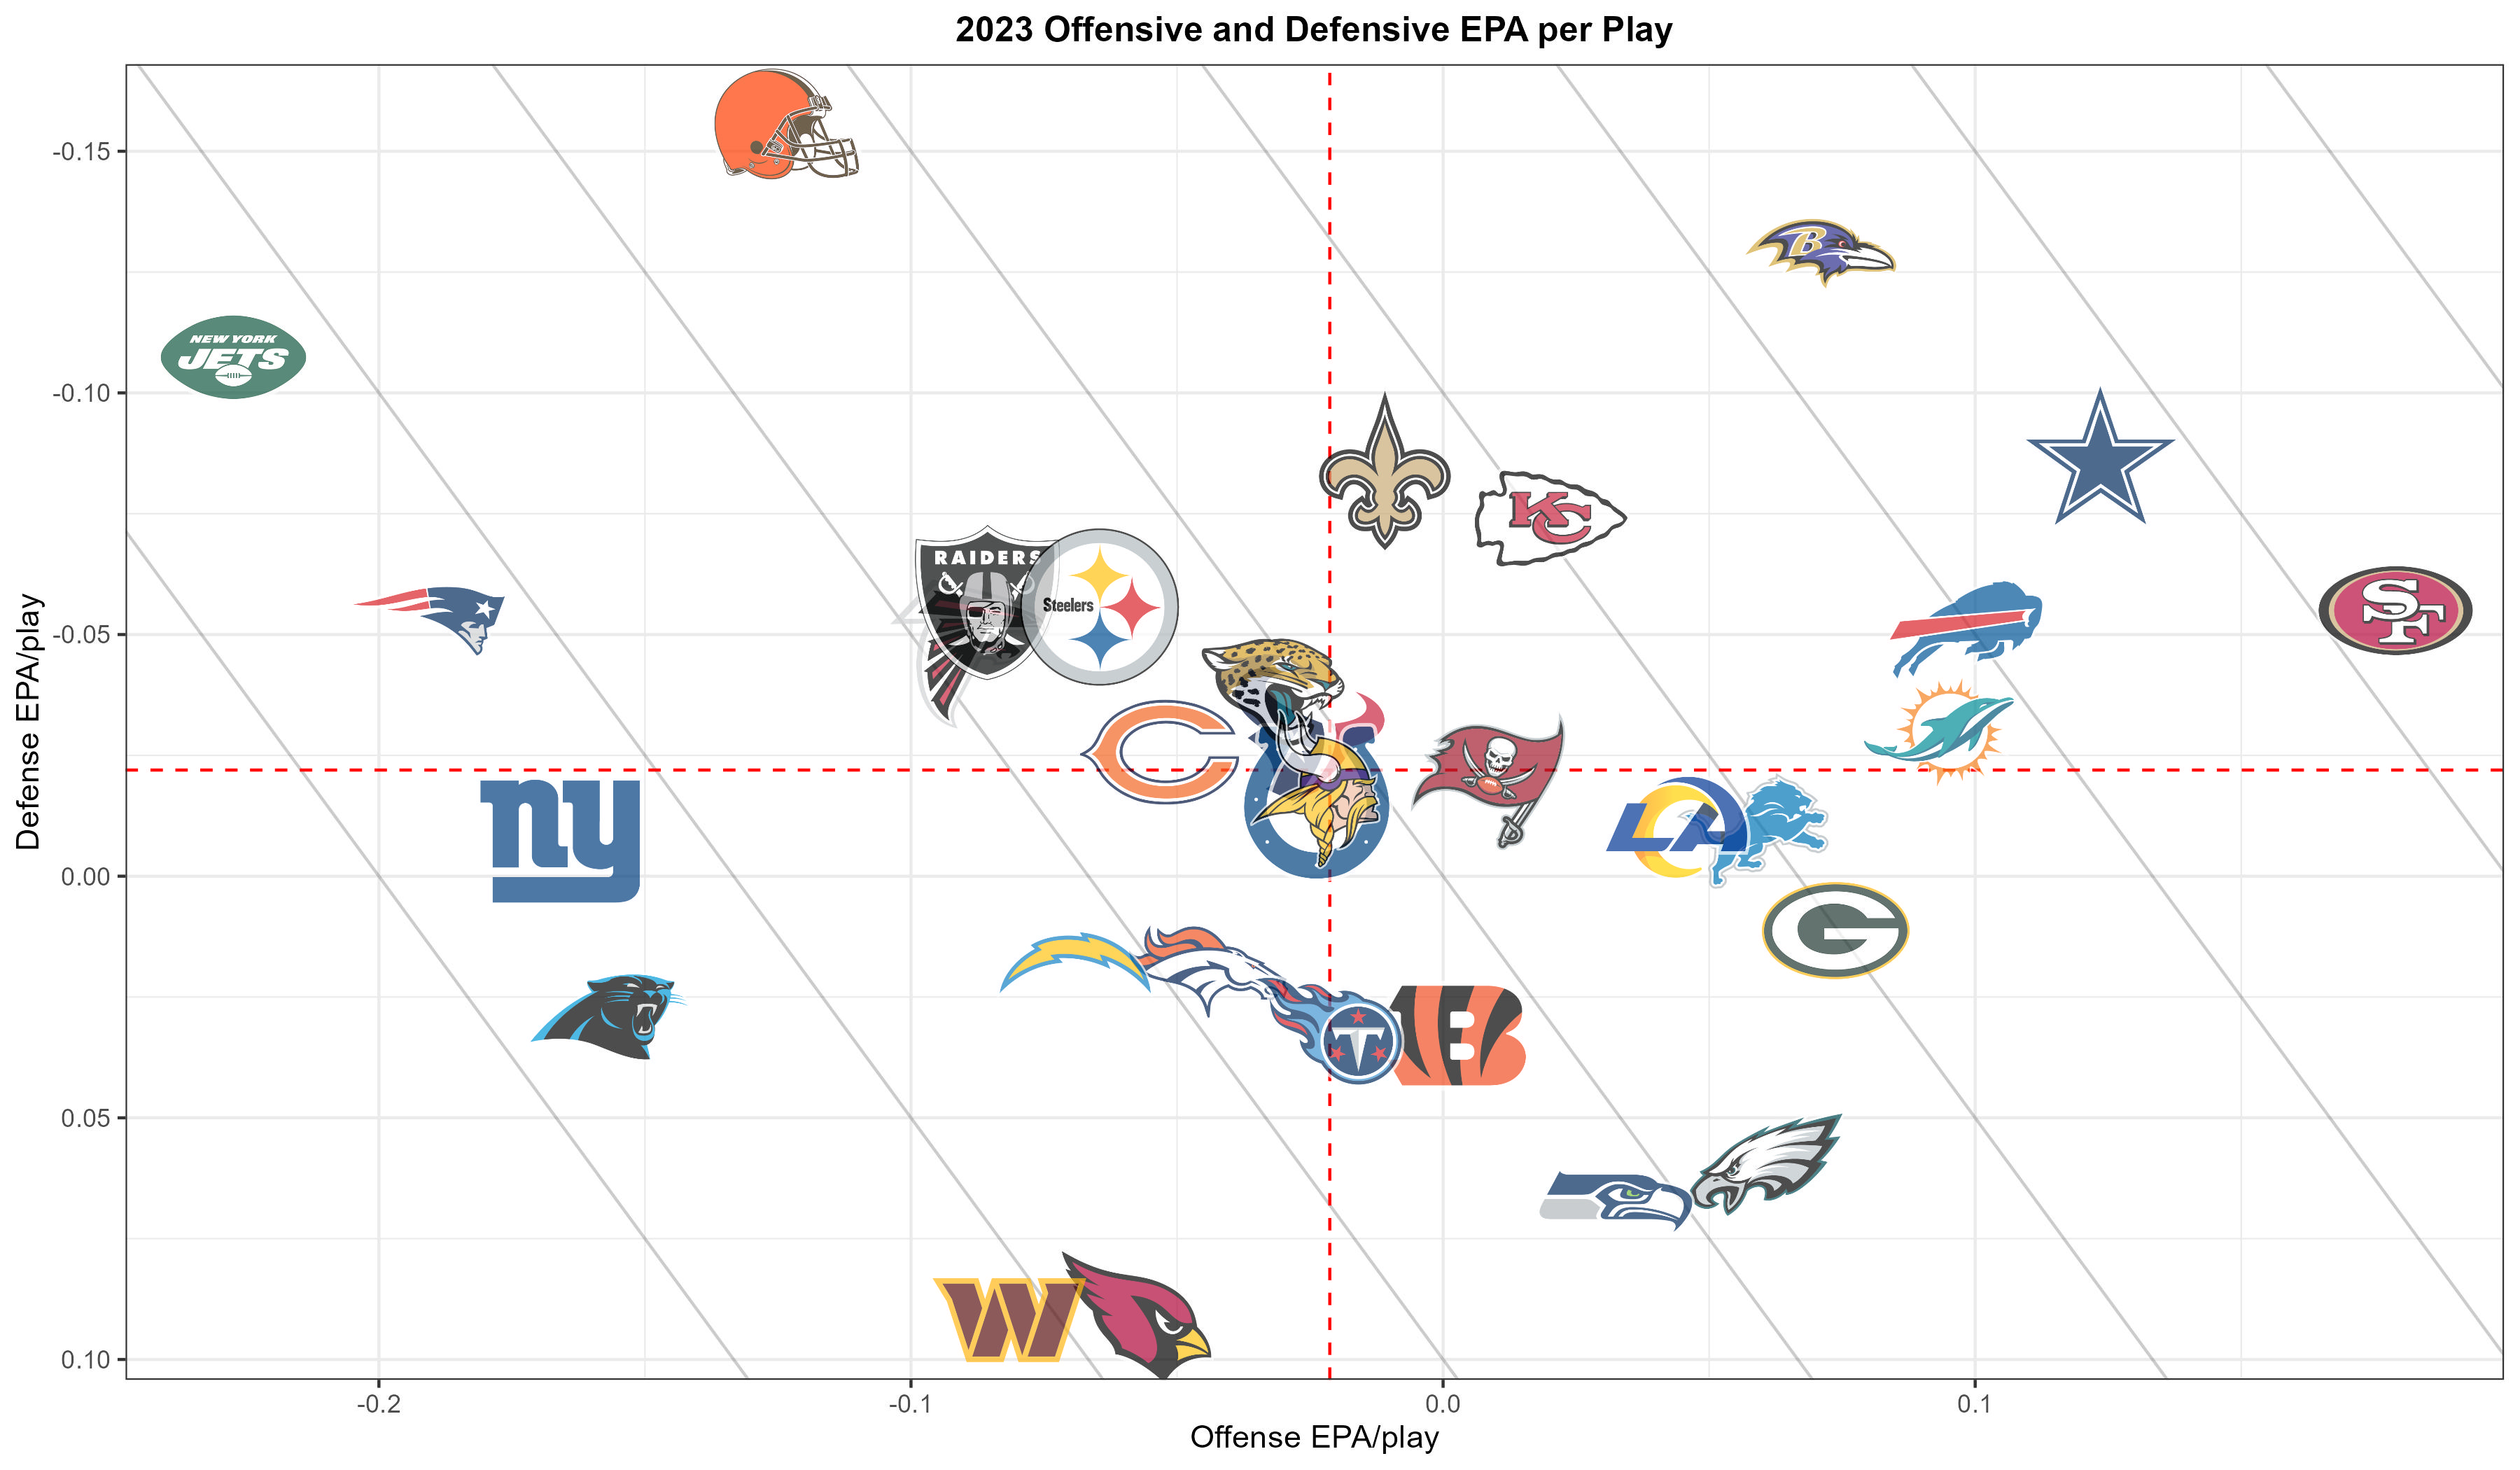 2023 Offensive and Defensive EPA per Play
-0.15
-0.10
-0.05
0.00
0.05
0.10
Defense EPA/play
B
NEW YORK
JETS
KC
RAIDERS
Steelers
SF
C
ny
LA
G
T
B
W
-0.2
-0.1
0.0
0.1
Offense EPA/play